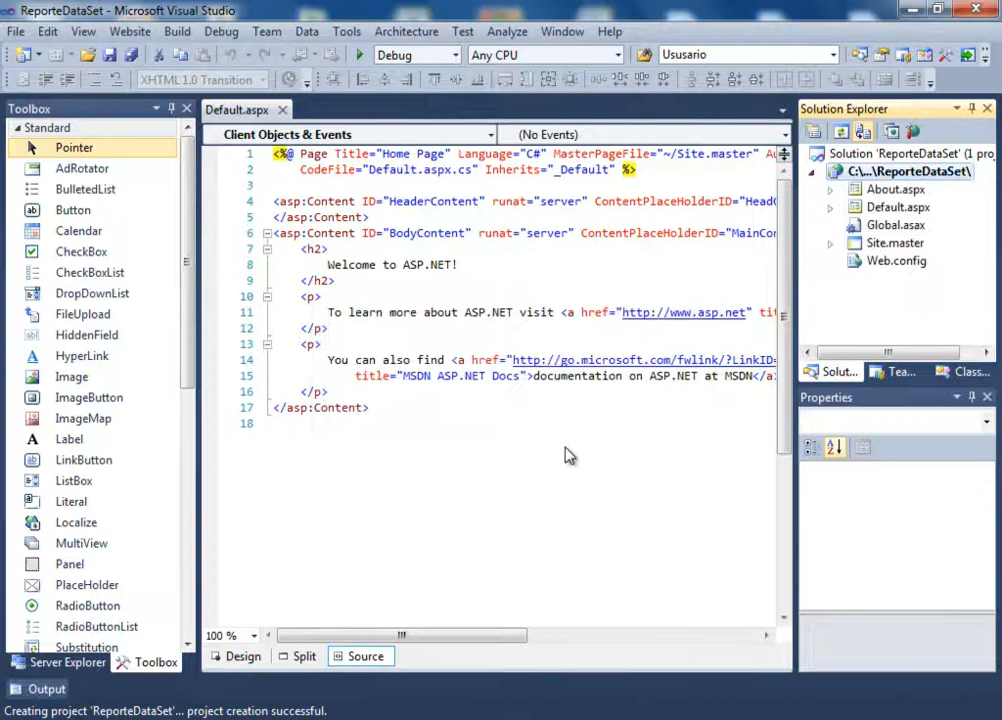 ReporteDataSet - Microsoft Visual Studio
File Edit View Website Build Debug Team Data Tools Architecture Test Analyze Window Help
Debug Any CPU Ususario
XHTML 1.0 Transition
Toolbox
Standard
Pointer
AdRotator
BulletedList
Button
Calendar
CheckBox
CheckBoxList
DropDownList
FileUpload
HiddenField
HyperLink
Image
ImageButton
ImageMap
Label
LinkButton
ListBox
Literal
Localize
MultiView
Panel
PlaceHolder
RadioButton
RadioButtonList
Substitution
Server Explorer Toolbox
Default.aspx
Client Objects & Events (No Events)
1 <%@ Page Title="Home Page" Language="C#" MasterPageFile="~/Site.master"
2 CodeFile="Default.aspx.cs" Inherits="_Default" %>
3
4 <asp:Content ID="HeaderContent" runat="server" ContentPlaceHolderID="HeadC
5 </asp:Content>
6 <asp:Content ID="BodyContent" runat="server" ContentPlaceHolderID="MainCon
7 <h2>
8 Welcome to ASP.NET!
9 </h2>
10 <p>
11 To learn more about ASP.NET visit <a href="http://www.asp.net" tit
12 </p>
13 <p>
14 You can also find <a href="http://go.microsoft.com/fwlink/?LinkID=
15 title="MSDN ASP.NET Docs">documentation on ASP.NET at MSDN</a>
16 </p>
17 </asp:Content>
18
100 %
Design Split Source
Solution Explorer
Solution 'ReporteDataSet' (1 proj
C:\...\ReporteDataSet\
About.aspx
Default.aspx
Global.asax
Site.master
Web.config
Solut... Tea... Class...
Properties
Output
Creating project 'ReporteDataSet'... project creation successful.